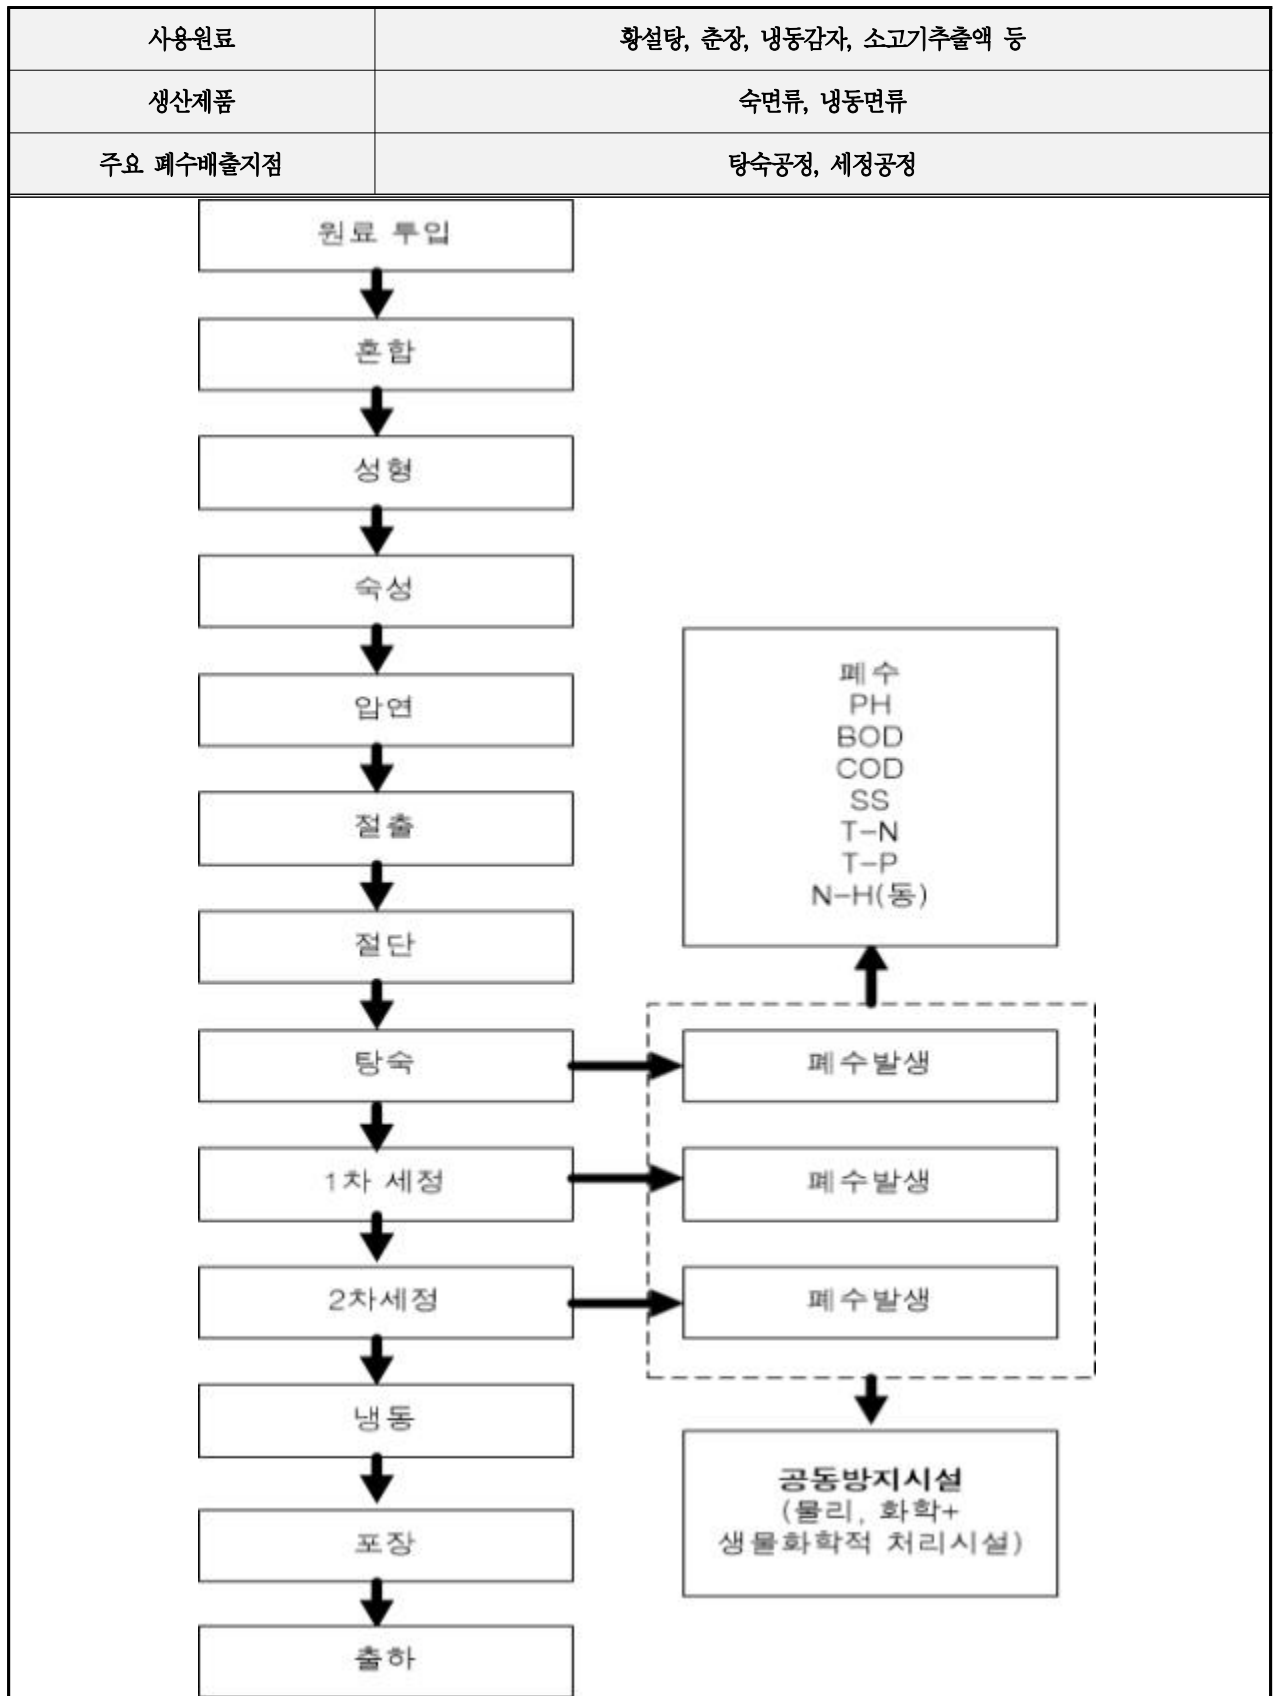 사용원료 황설탕, 춘장, 냉동감자, 소고기추출액 등
생산제품 숙면류, 냉동면류
주요 폐수배출지점 탕숙공정, 세정공정
원료 투입
혼합
성형
숙성
압연
절출
절단
탕숙
1차 세정
2차세정
냉동
포장
출하
폐수
PH
BOD
COD
SS
T-N
T-P
N-H(동)
폐수발생
폐수발생
폐수발생
공동방지시설
(물리, 화학+
생물화학적 처리시설)